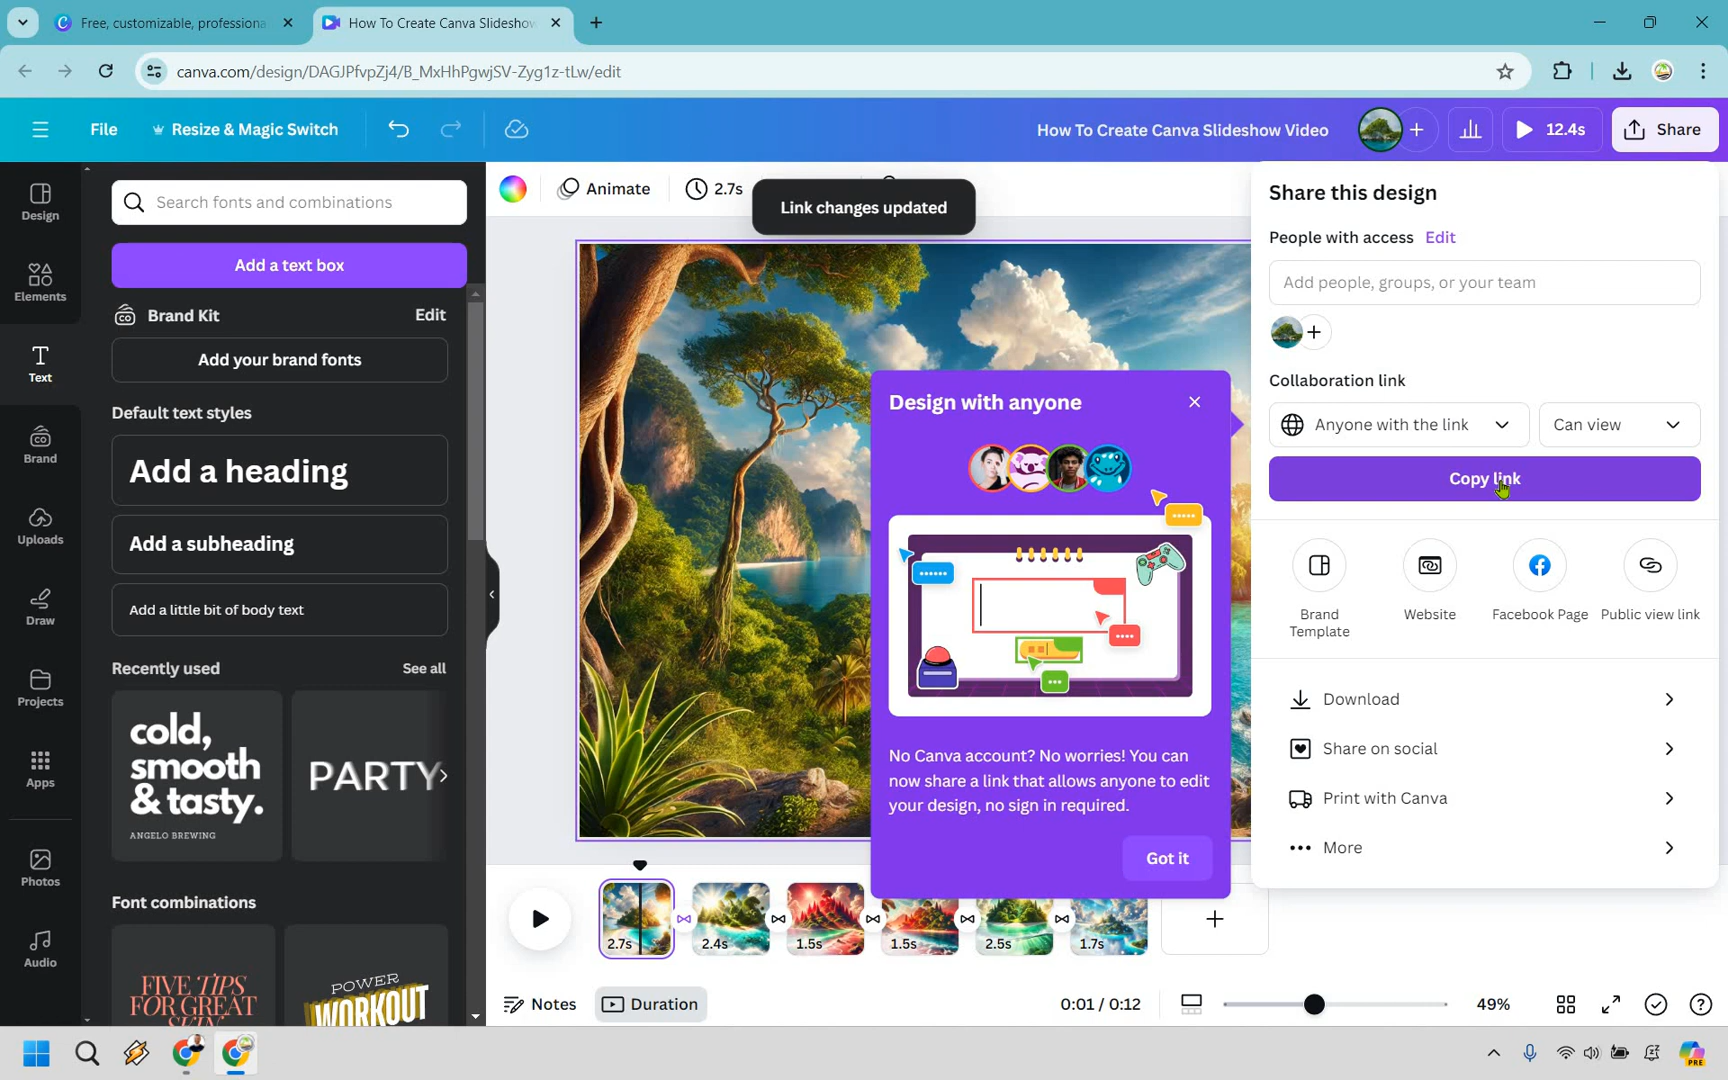 Free, customizable, professiona
How To Create Canva Slideshow
canva.com/design/DAGJPfvpZj4/B_MxHhPgwjSV-Zyg1z-tLw/edit
File
Resize & Magic Switch
How To Create Canva Slideshow Video
12.4s
Share
Design
Elements
Text
Brand
Uploads
Draw
Projects
Apps
Photos
Audio
Search fonts and combinations
Add a text box
Brand Kit
Edit
Add your brand fonts
Default text styles
Add a heading
Add a subheading
Add a little bit of body text
Recently used
See all
cold,
smooth
& tasty.
ANGELO BREWING
PARTY
Font combinations
FIVE TIPS
FOR GREAT
SKIN
POWER
WORKOUT
Animate
2.7s
Link changes updated
Design with anyone
No Canva account? No worries! You can
now share a link that allows anyone to edit
your design, no sign in required.
Got it
Share this design
People with access Edit
Add people, groups, or your team
Collaboration link
Anyone with the link
Can view
Copy link
Brand
Template
Website
Facebook Page
Public view link
Download
Share on social
Print with Canva
More
2.7s
2.4s
1.5s
1.5s
2.5s
1.7s
Notes
Duration
0:01 / 0:12
49%
PRE